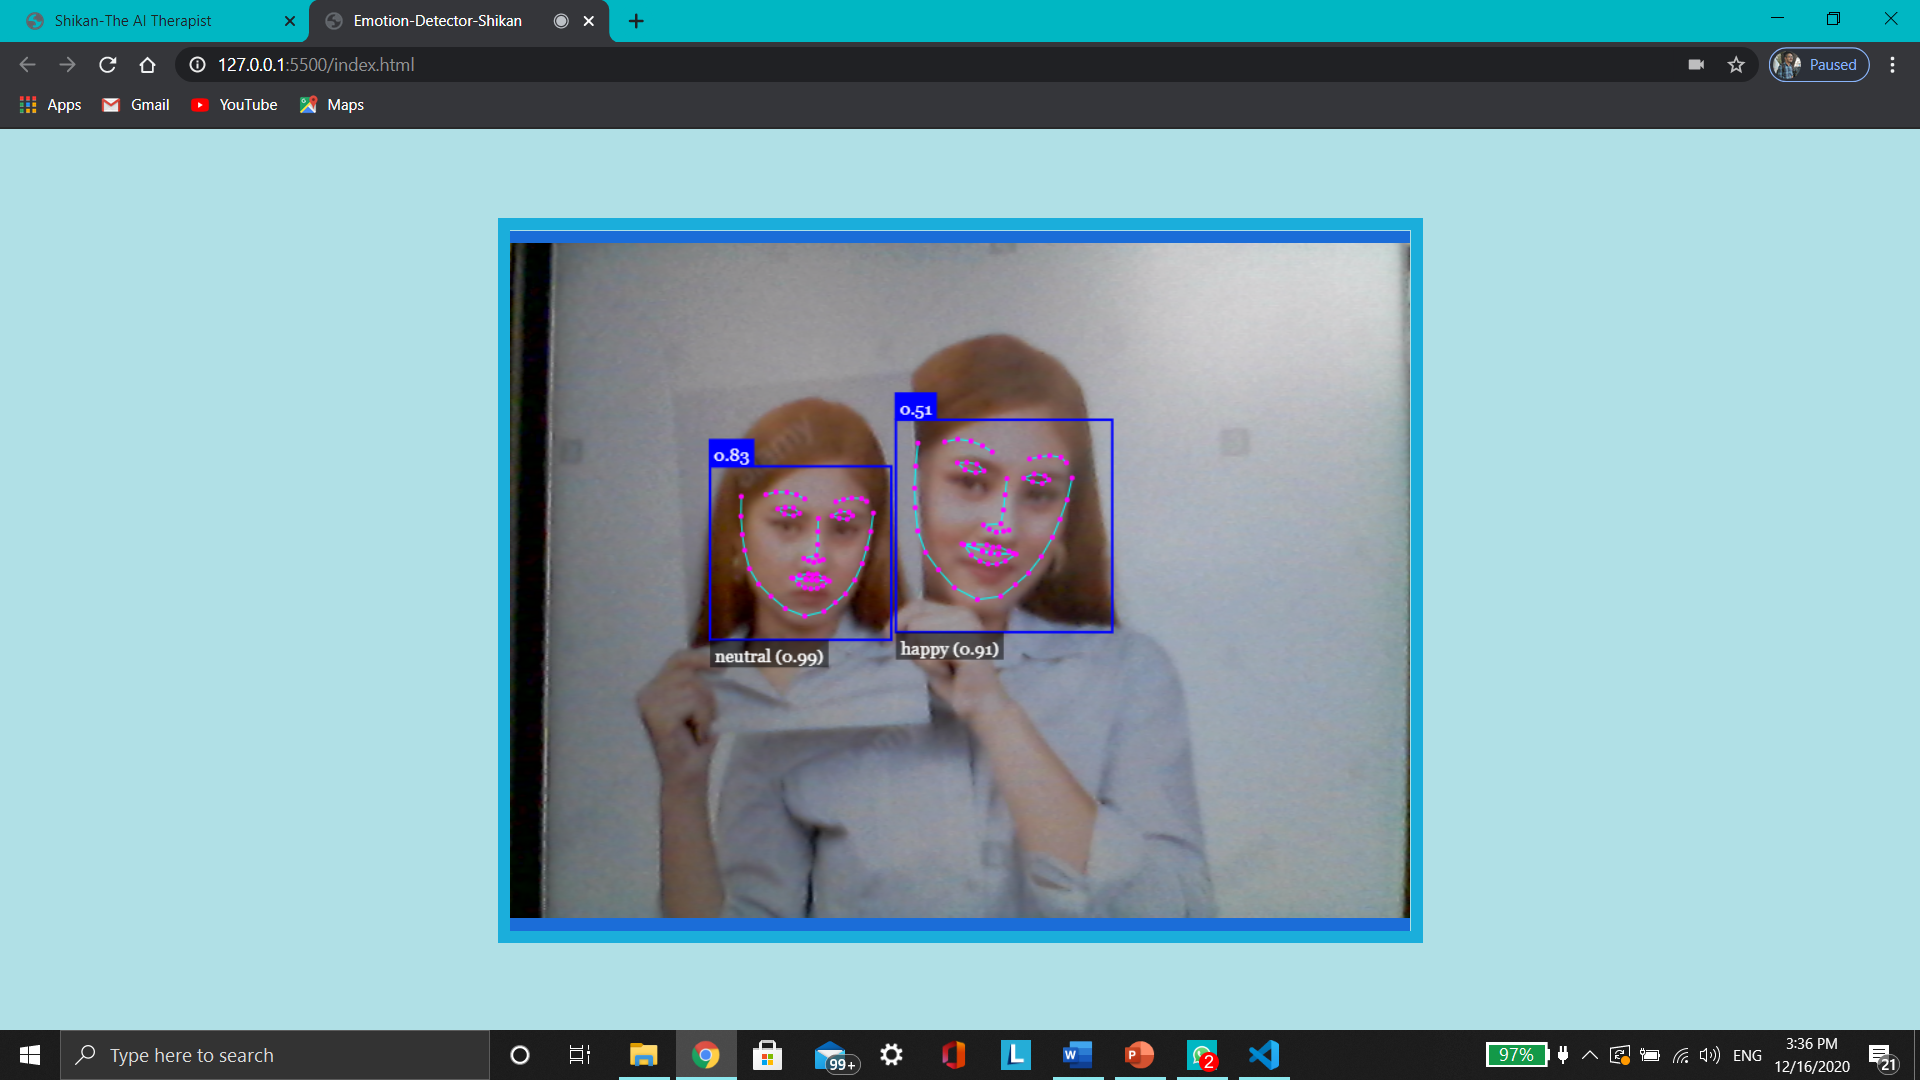 Shikan-The AI Therapist
Emotion-Detector-Shikan
127.0.0.1:5500/index.html
Paused
Apps
Gmail
YouTube
Maps
0.51
0.83
happy (0.91)
neutral (0.99)
Type here to search
99+
L
W
P
2
97%
ENG
3:36 PM
12/16/2020
21